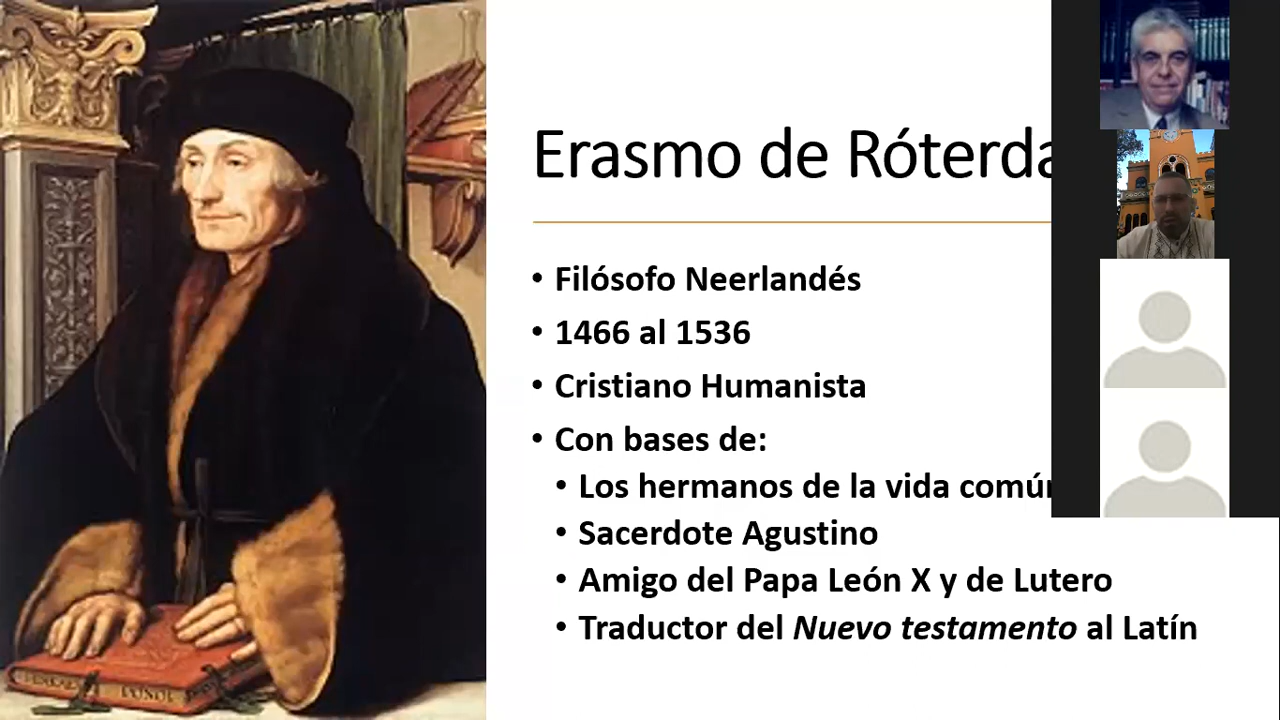 Erasmo de Róterda
• Filósofo Neerlandés
• 1466 al 1536
• Cristiano Humanista
• Con bases de:
• Los hermanos de la vida común
• Sacerdote Agustino
• Amigo del Papa León X y de Lutero
• Traductor del Nuevo testamento al Latín